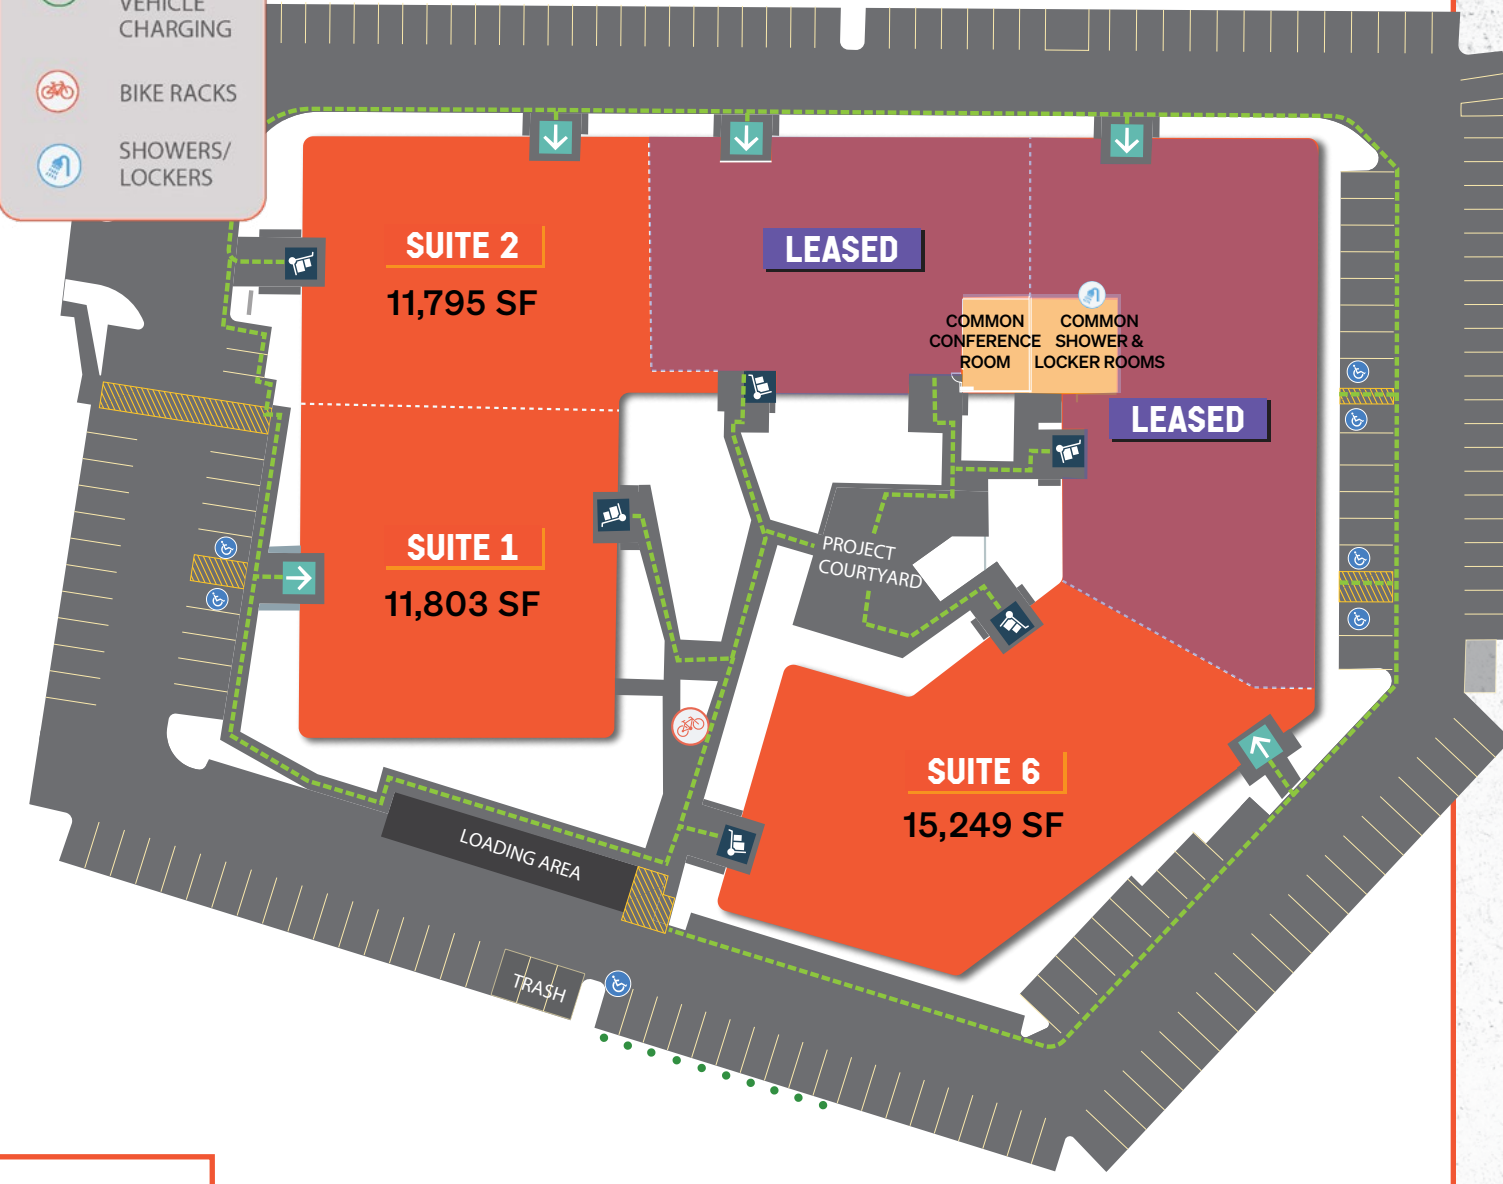 VEHICLE
CHARGING
BIKE RACKS
SHOWERS/
LOCKERS
SUITE 2
11,795 SF
LEASED
COMMON
CONFERENCE
ROOM
COMMON
SHOWER &
LOCKER ROOMS
LEASED
SUITE 1
11,803 SF
PROJECT
COURTYARD
SUITE 6
15,249 SF
LOADING AREA
TRASH